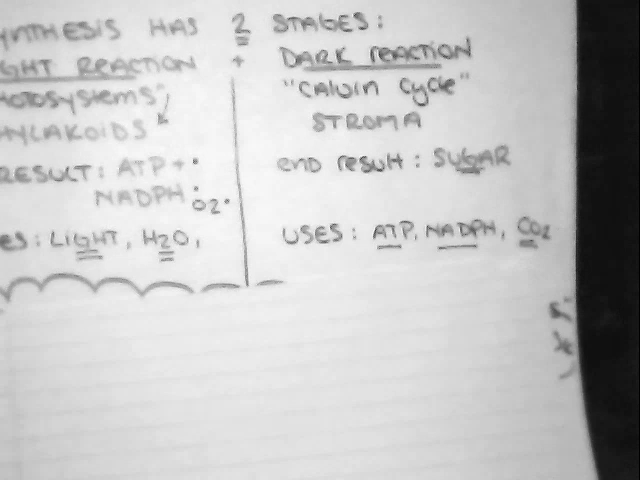 YNTHESIS HAS 2 STAGES:
GHT REACTION + DARK reaction
HOTOSYSTEMS" "CALVIN Cycle"
HYLAKOIDS STROMA
RESULT: ATP + end result: SUGAR
NADPH O2
es: LIGHT, H2O, USES: ATP, NADPH, CO2